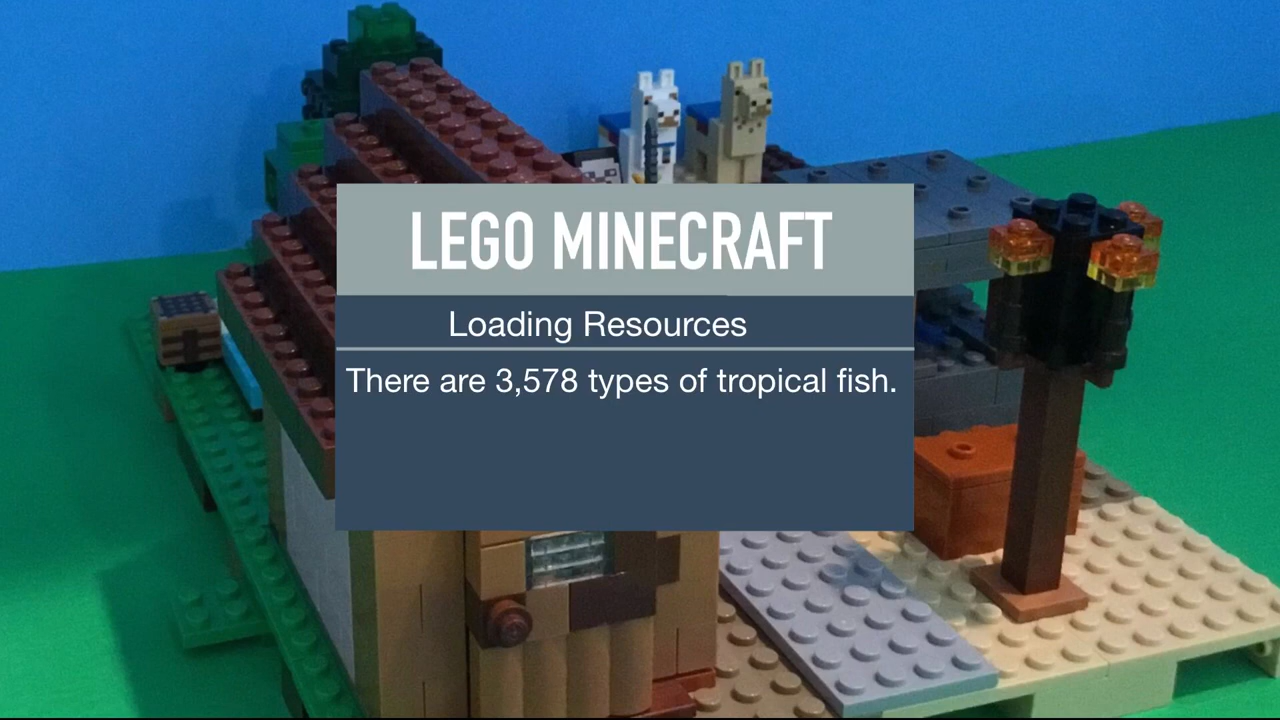 LEGO MINECRAFT
Loading Resources
There are 3,578 types of tropical fish.